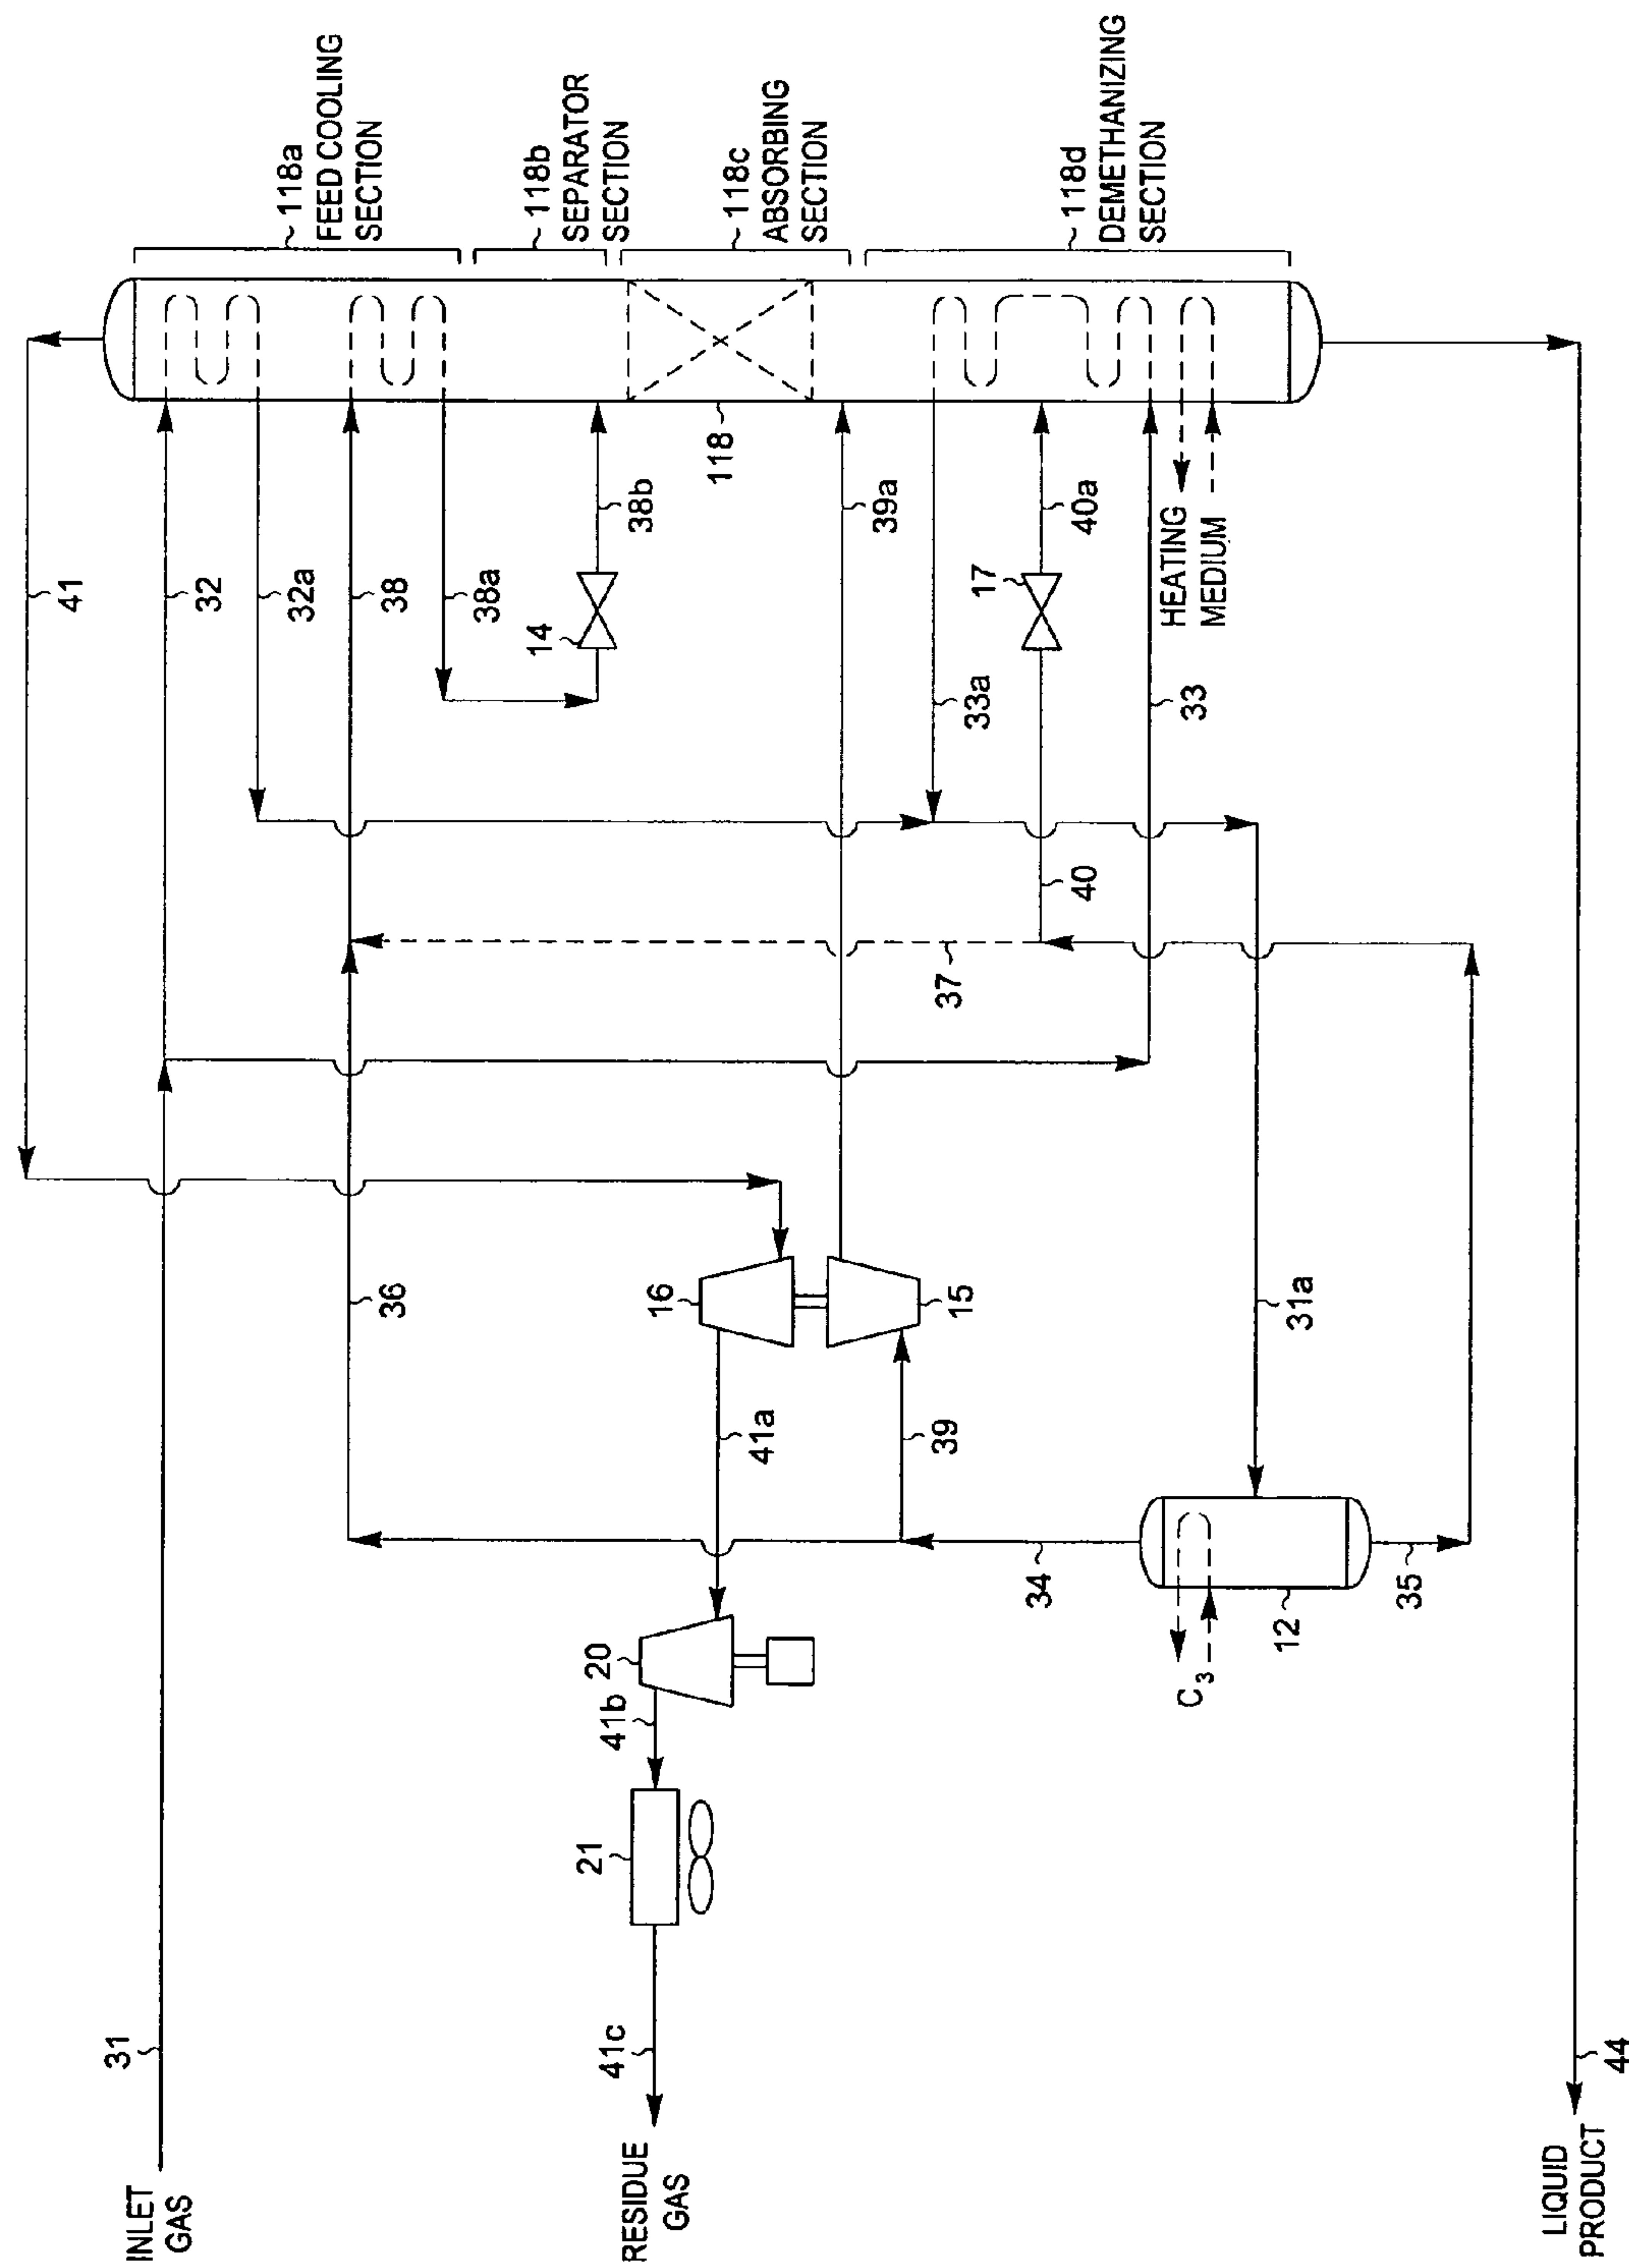 INLET
GAS
31
RESIDUE
GAS
41c
21
41b
20
41a
16
15
36
39
34
12
35
C3
31a
LIQUID
PRODUCT
44
41
32
32a
38
38a
14
38b
118
39a
33a
37
40
17
40a
33
HEATING
MEDIUM
118a
FEED COOLING
SECTION
118b
SEPARATOR
SECTION
118c
ABSORBING
SECTION
118d
DEMETHANIZING
SECTION